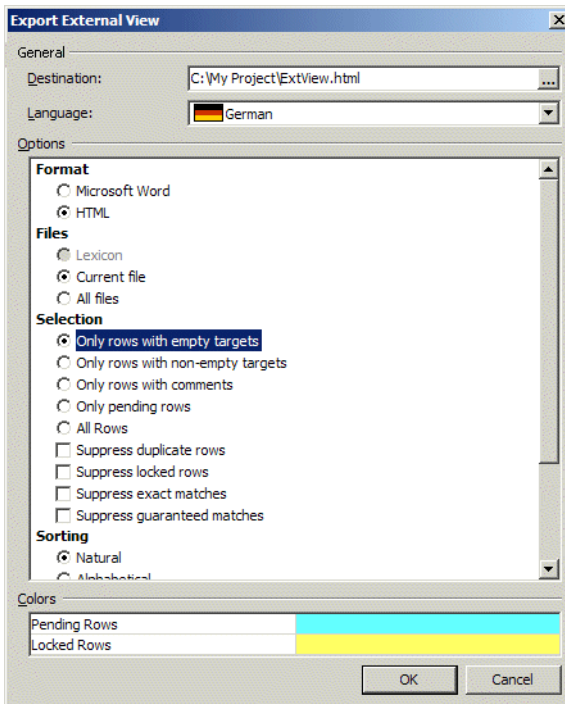 Export External View
General
Destination: C:\My Project\ExtView.html ...
Language: German
Options
Format
Microsoft Word
HTML
Files
Lexicon
Current file
All files
Selection
Only rows with empty targets
Only rows with non-empty targets
Only rows with comments
Only pending rows
All Rows
Suppress duplicate rows
Suppress locked rows
Suppress exact matches
Suppress guaranteed matches
Sorting
Natural
Alphabetical
Colors
Pending Rows
Locked Rows
OK Cancel